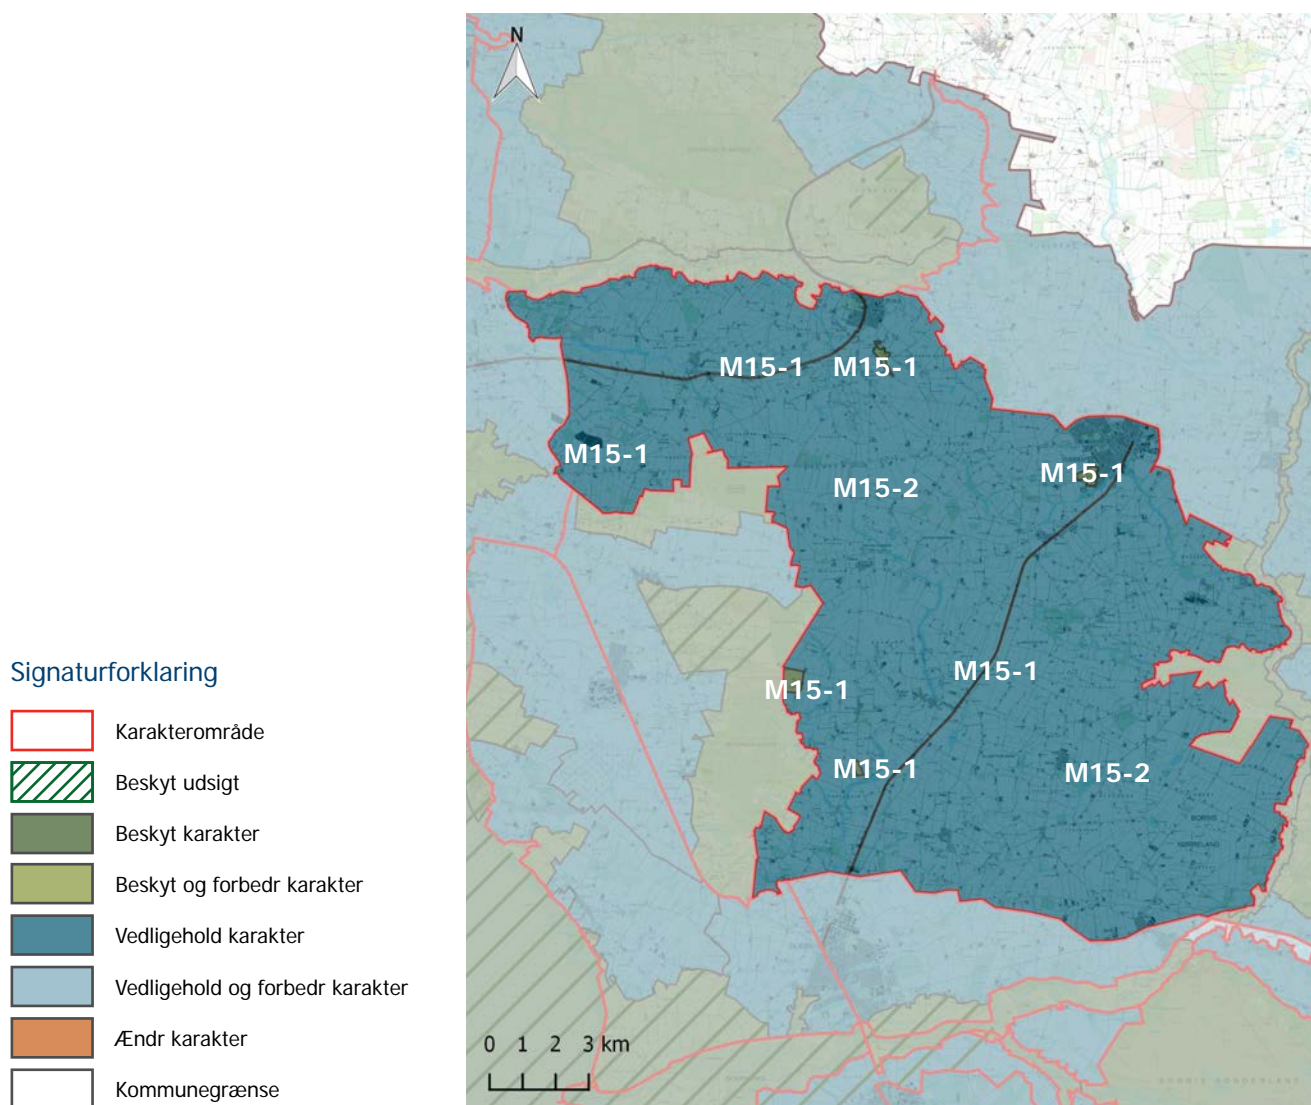 N
M15-1
M15-1
M15-1
M15-1
M15-2
M15-1
M15-1
M15-1
M15-2
BORRIS
NØRRELAND
0 1 2 3 km
Signaturforklaring
Karakterområde
Beskyt udsigt
Beskyt karakter
Beskyt og forbedr karakter
Vedligehold karakter
Vedligehold og forbedr karakter
Ændr karakter
Kommunegrænse